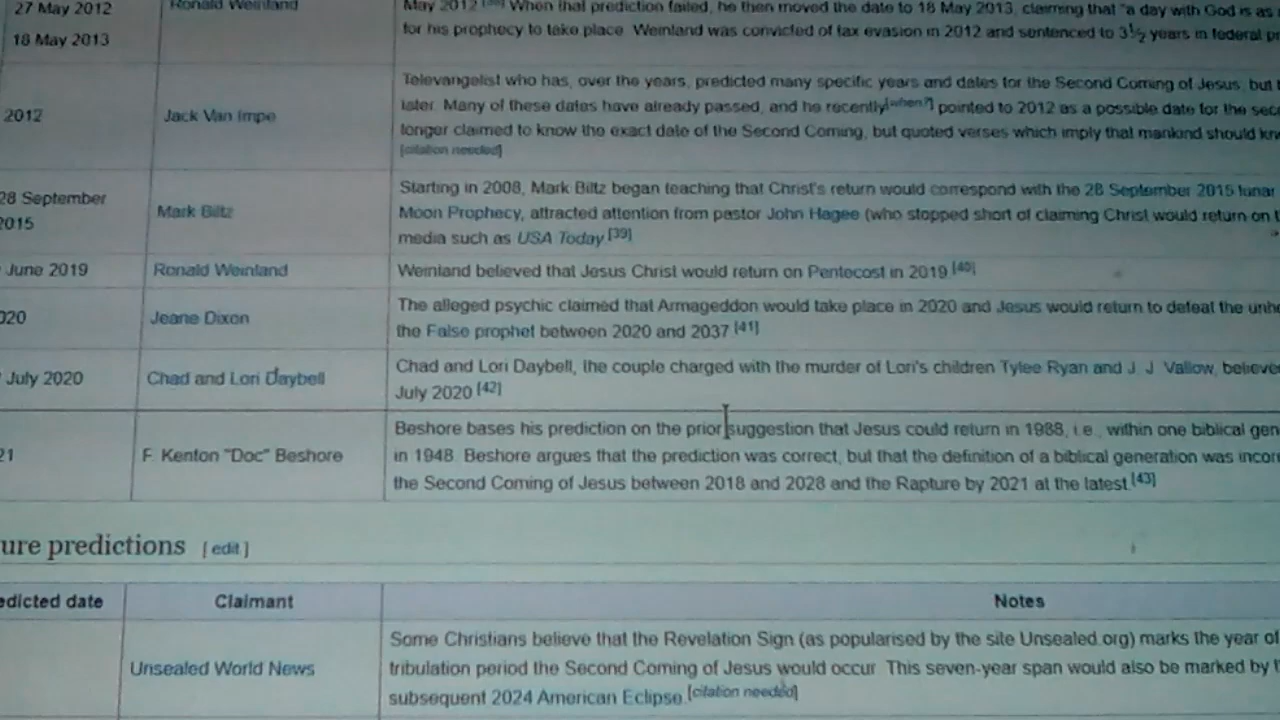 27 May 2012
18 May 2013
Ronald Weinland
May 2012 When that prediction failed, he then moved the date to 18 May 2013, claiming that "a day with God is as
for his prophecy to take place. Weinland was convicted of tax evasion in 2012 and sentenced to 3½ years in federal
2012
Jack Van Impe
Televangelist who has, over the years, predicted many specific years and dates for the Second Coming of Jesus, but
later. Many of these dates have already passed, and he recently[when?] pointed to 2012 as a possible date for the
longer claimed to know the exact date of the Second Coming, but quoted verses which imply that mankind should
[citation needed]
28 September
2015
Mark Biltz
Starting in 2008, Mark Biltz began teaching that Christ's return would correspond with the 28 September 2015 lunar
Moon Prophecy, attracted attention from pastor John Hagee (who stopped short of claiming Christ would return on
media such as USA Today.[39]
June 2019
Ronald Weinland
Weinland believed that Jesus Christ would return on Pentecost in 2019 [40]
020
Jeane Dixon
The alleged psychic claimed that Armageddon would take place in 2020 and Jesus would return to defeat the
the False prophet between 2020 and 2037 [41]
July 2020
Chad and Lori Daybell
Chad and Lori Daybell, the couple charged with the murder of Lori's children Tylee Ryan and J. J. Vallow, believe
July 2020 [42]
21
F. Kenton "Doc" Beshore
Beshore bases his prediction on the prior suggestion that Jesus could return in 1988, i.e., within one biblical gen
in 1948. Beshore argues that the prediction was correct, but that the definition of a biblical generation was
the Second Coming of Jesus between 2018 and 2028 and the Rapture by 2021 at the latest.[43]
ure predictions [ edit ]
edicted date
Claimant
Notes
Unsealed World News
Some Christians believe that the Revelation Sign (as popularised by the site Unsealed.org) marks the year of
tribulation period the Second Coming of Jesus would occur. This seven-year span would also be marked by
subsequent 2024 American Eclipse.[citation needed]